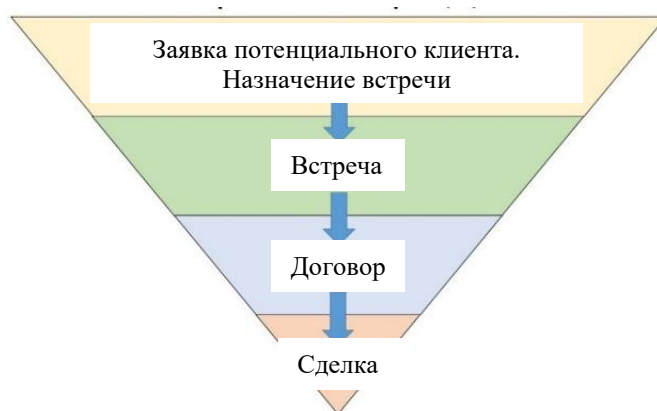 Заявка потенциального клиента.
Назначение встречи
Встреча
Договор
Сделка